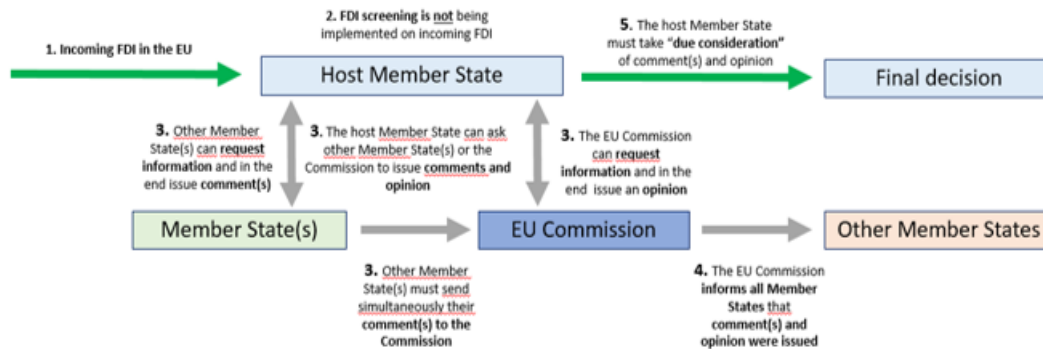 1. Incoming FDI in the EU
2. FDI screening is not being
implemented on incoming FDI
5. The host Member State
must take “due consideration”
of comment(s) and opinion
Host Member State
Final decision
3. Other Member
State(s) can request
information and in the
end issue comment(s)
3. The host Member State can ask
other Member State(s) or the
Commission to issue comments and
opinion
3. The EU Commission
can request
information and in the
end issue an opinion
Member State(s)
EU Commission
Other Member States
3. Other Member
State(s) must send
simultaneously their
comment(s) to the
Commission
4. The EU Commission
informs all Member
States that
comment(s) and
opinion were issued